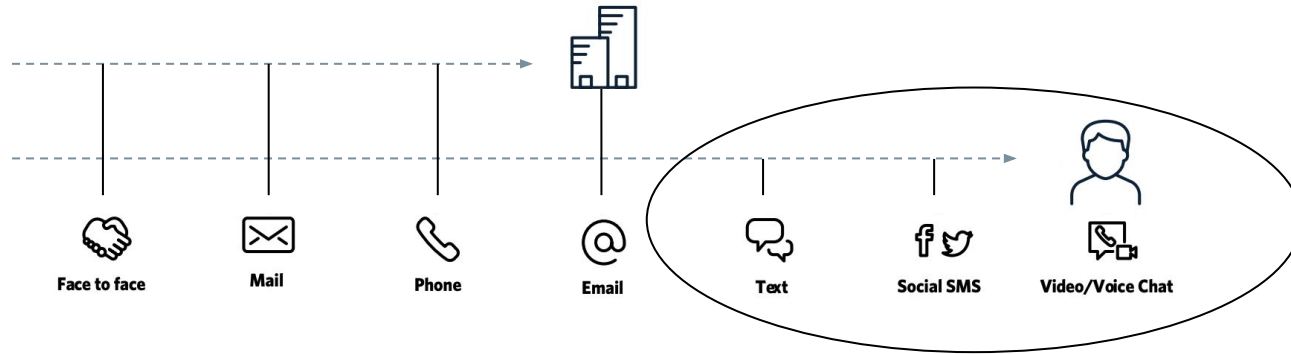 Face to face
Mail
Phone
Email
Text
Social SMS
Video/Voice Chat